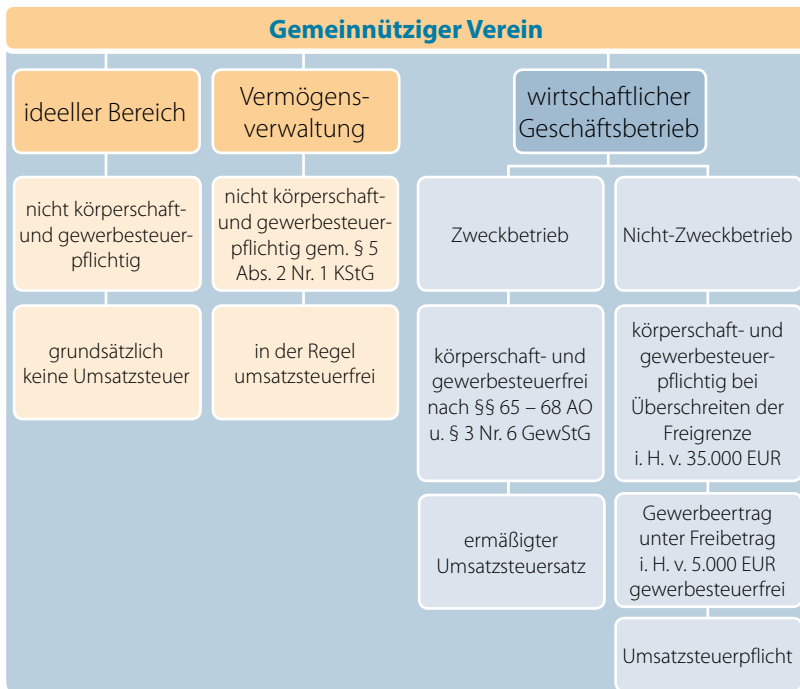 Gemeinnütziger Verein
ideeller Bereich
nicht körperschaft-
und gewerbesteuer-
pflichtig
grundsätzlich
keine Umsatzsteuer
Vermögens-
verwaltung
nicht körperschaft-
und gewerbesteuer-
pflichtig gem. § 5
Abs. 2 Nr. 1 KStG
in der Regel
umsatzsteuerfrei
wirtschaftlicher
Geschäftsbetrieb
Zweckbetrieb
körperschaft- und
gewerbesteuerfrei
nach §§ 65 – 68 AO
u. § 3 Nr. 6 GewStG
ermäßigter
Umsatzsteuersatz
Nicht-Zweckbetrieb
körperschaft- und
gewerbesteuer-
pflichtig bei
Überschreiten der
Freigrenze
i. H. v. 35.000 EUR
Gewerbeertrag
unter Freibetrag
i. H. v. 5.000 EUR
gewerbesteuerfrei
Umsatzsteuerpflicht